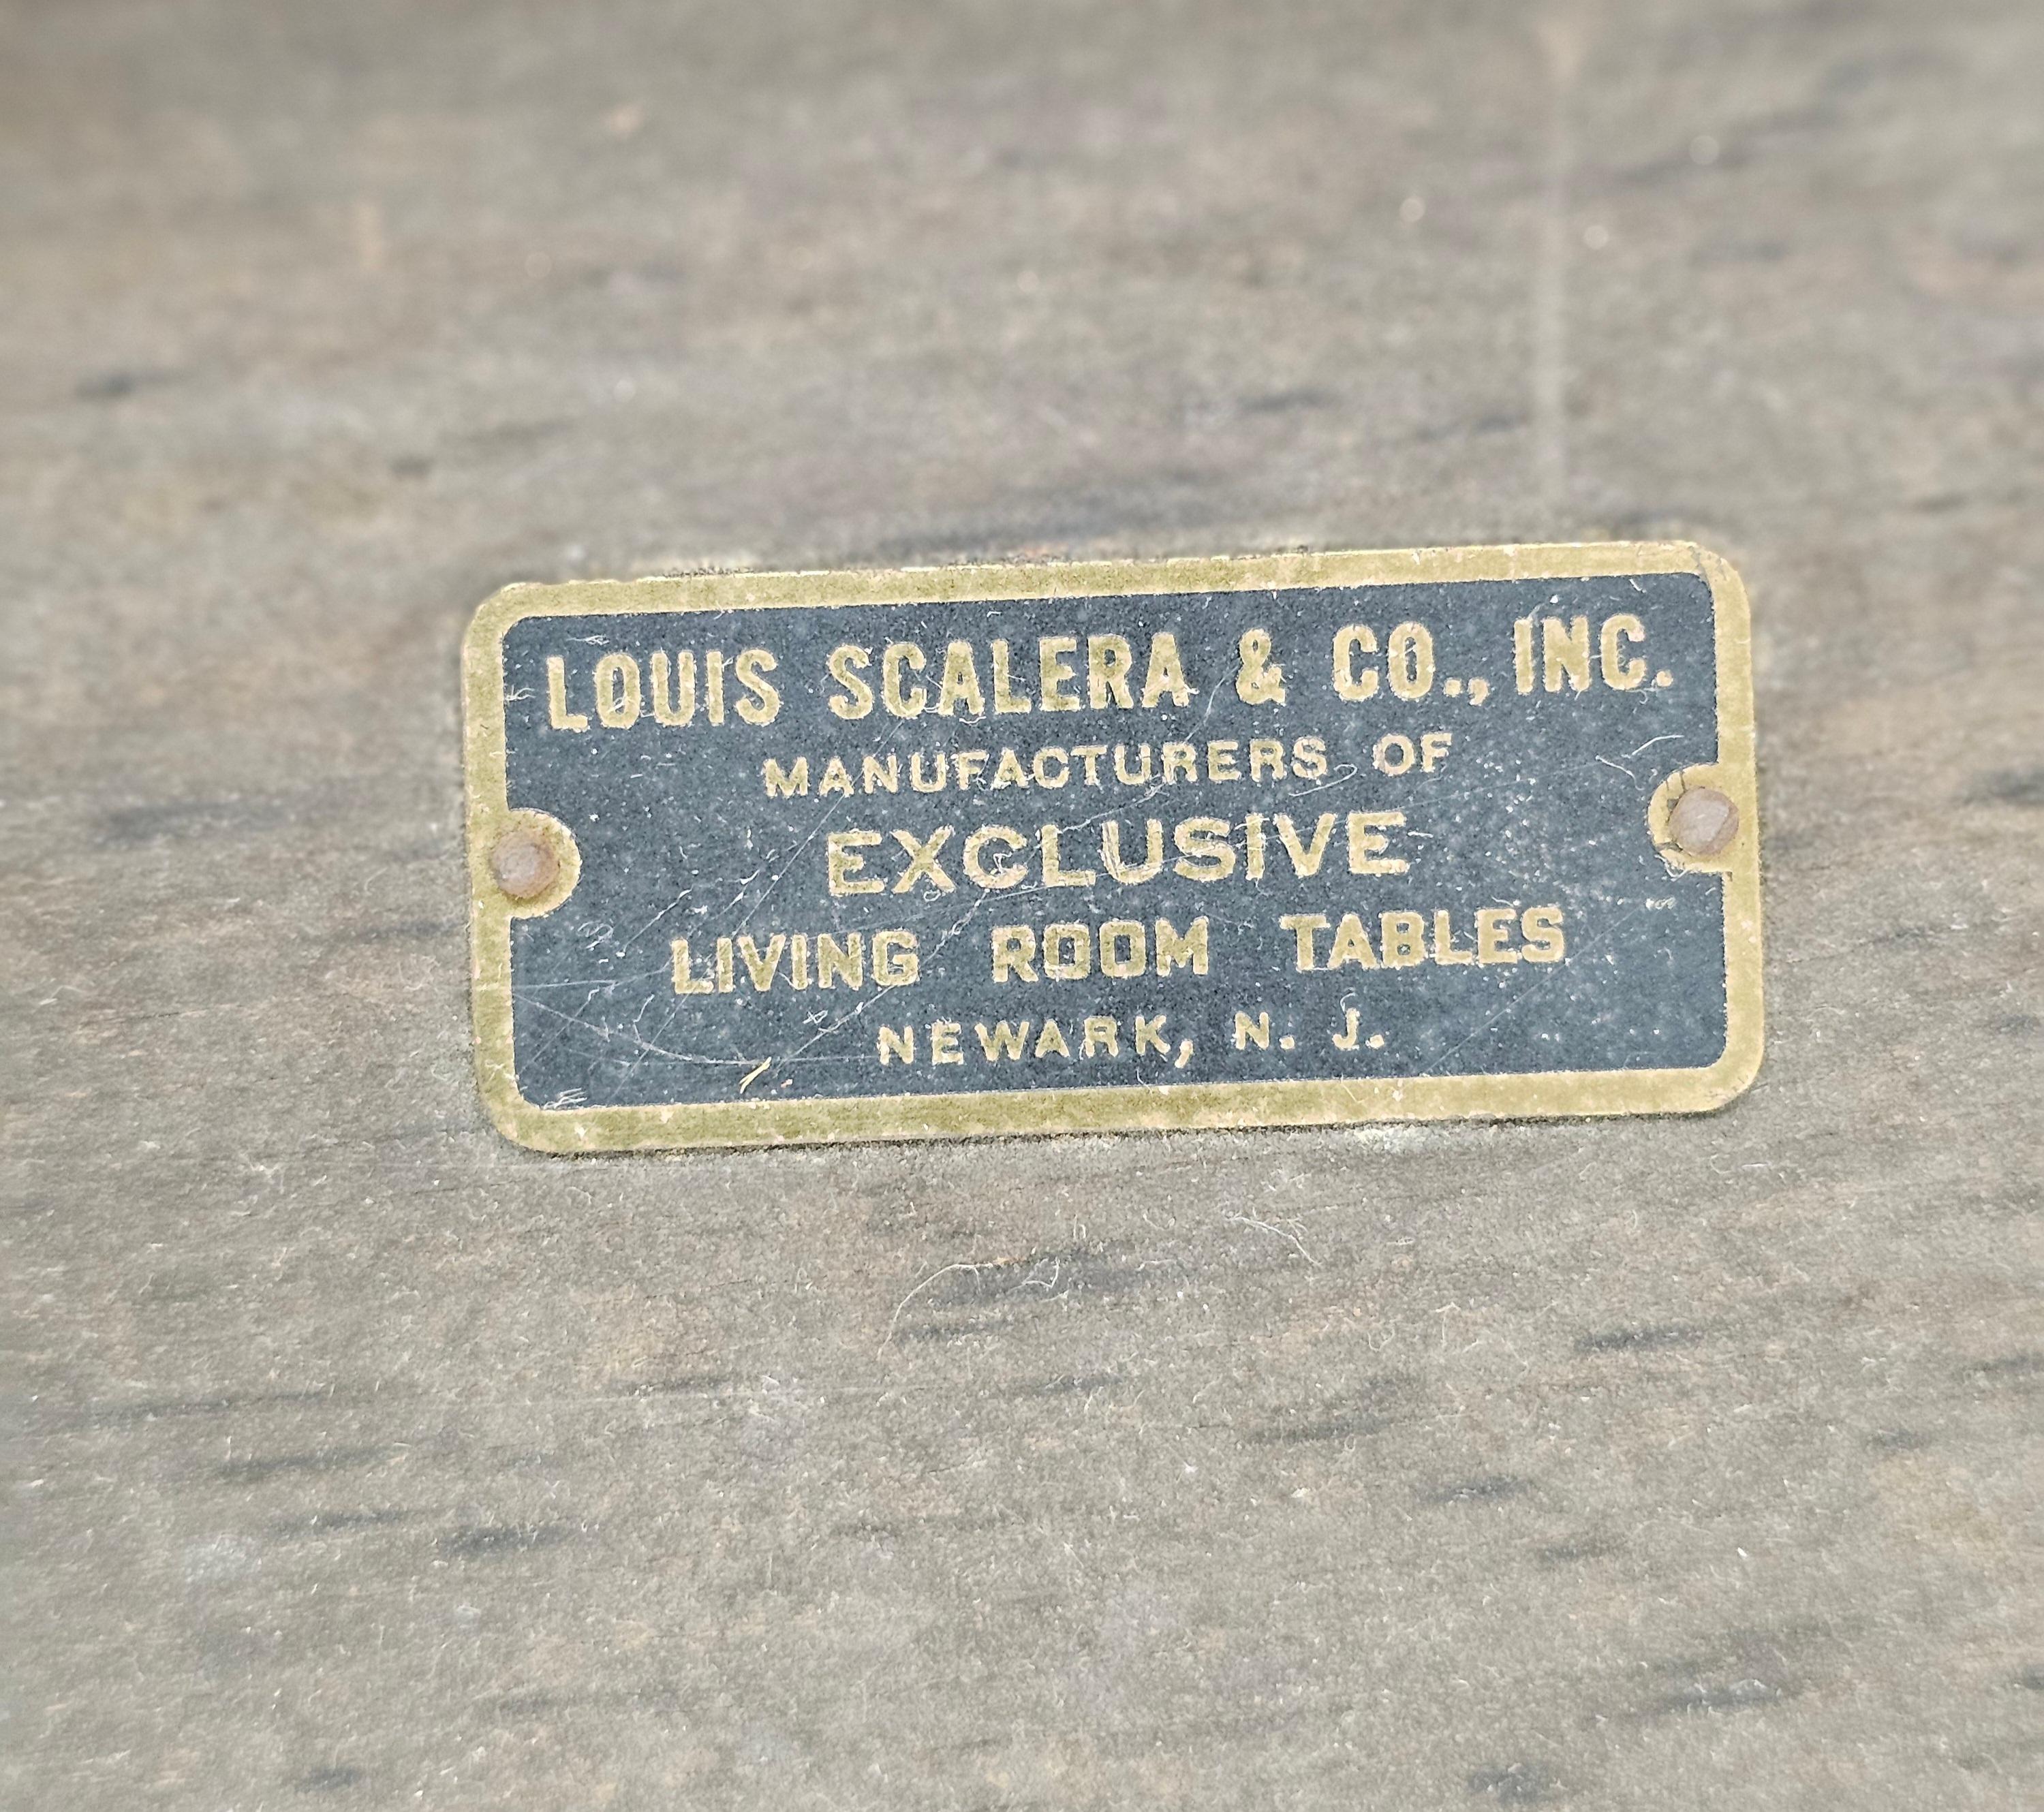 LOUIS SCALERA & CO., INC.
MANUFACTURERS OF
EXCLUSIVE
LIVING ROOM TABLES
NEWARK, N. J.